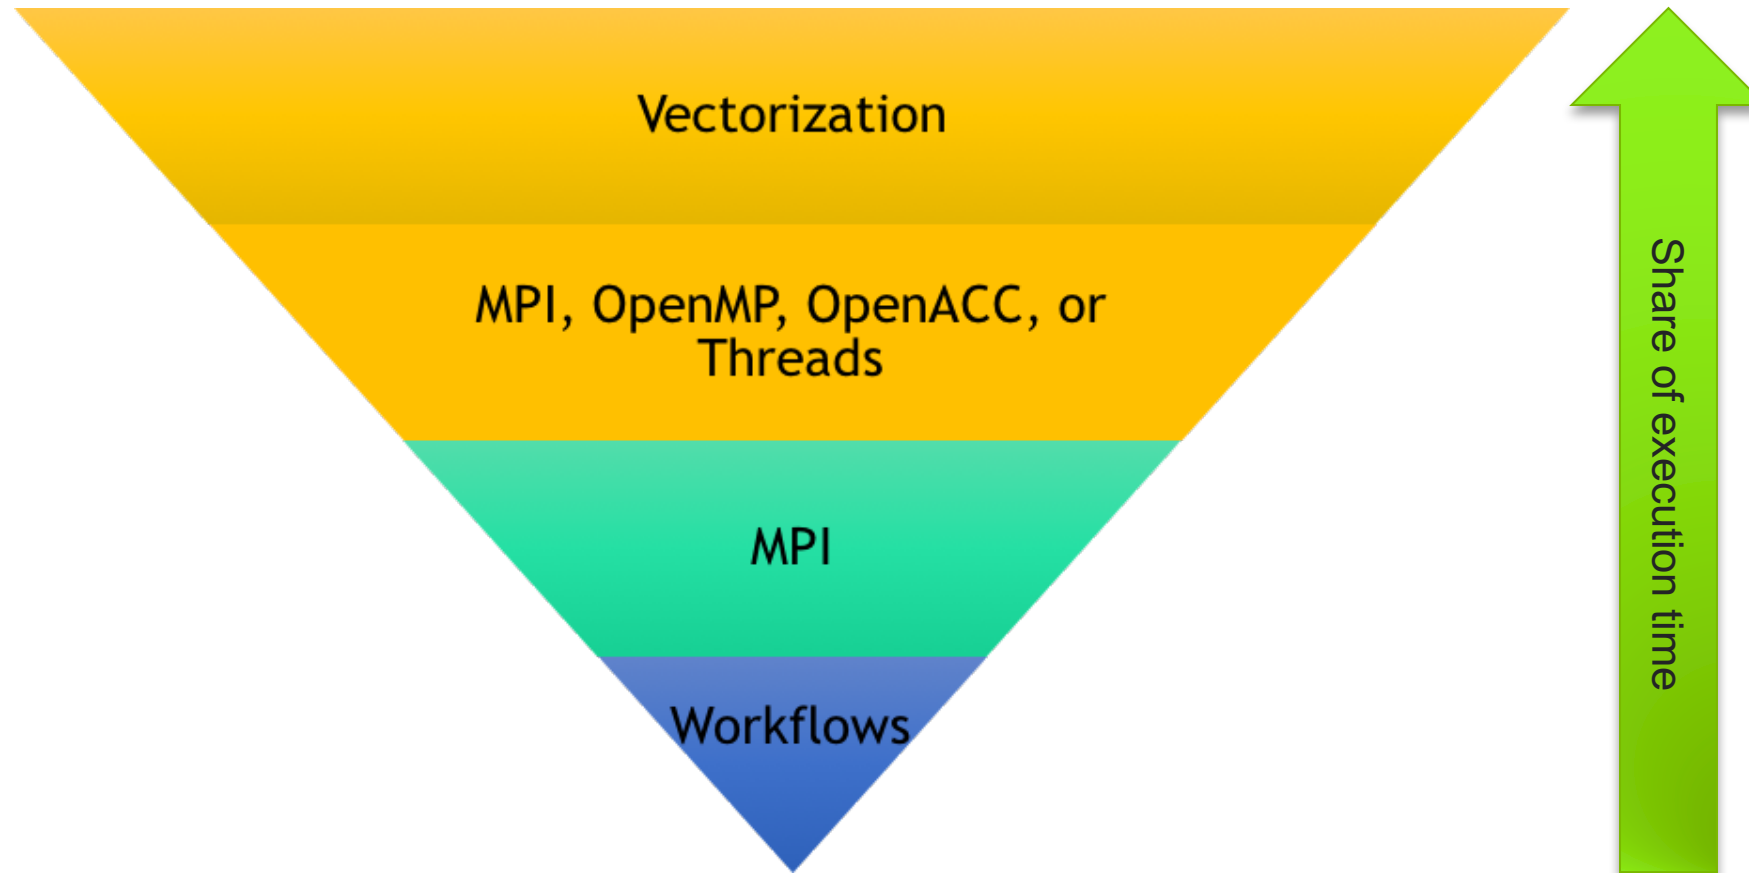 Vectorization
MPI, OpenMP, OpenACC, or
Threads
MPI
Workflows
Share of execution time